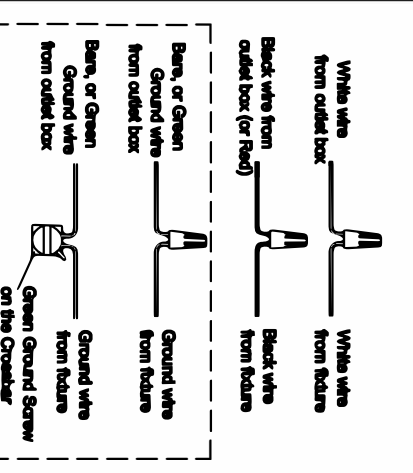 White wire
from outlet box
White wire
from fixture
Black wire from
outlet box (or Red)
Black wire
from fixture
Bare, or Green
Ground wire
from outlet box
Ground wire
from fixture
Bare, or Green
Ground wire
from outlet box
Ground wire
from fixture
Green Ground Screw
on the Crossbar